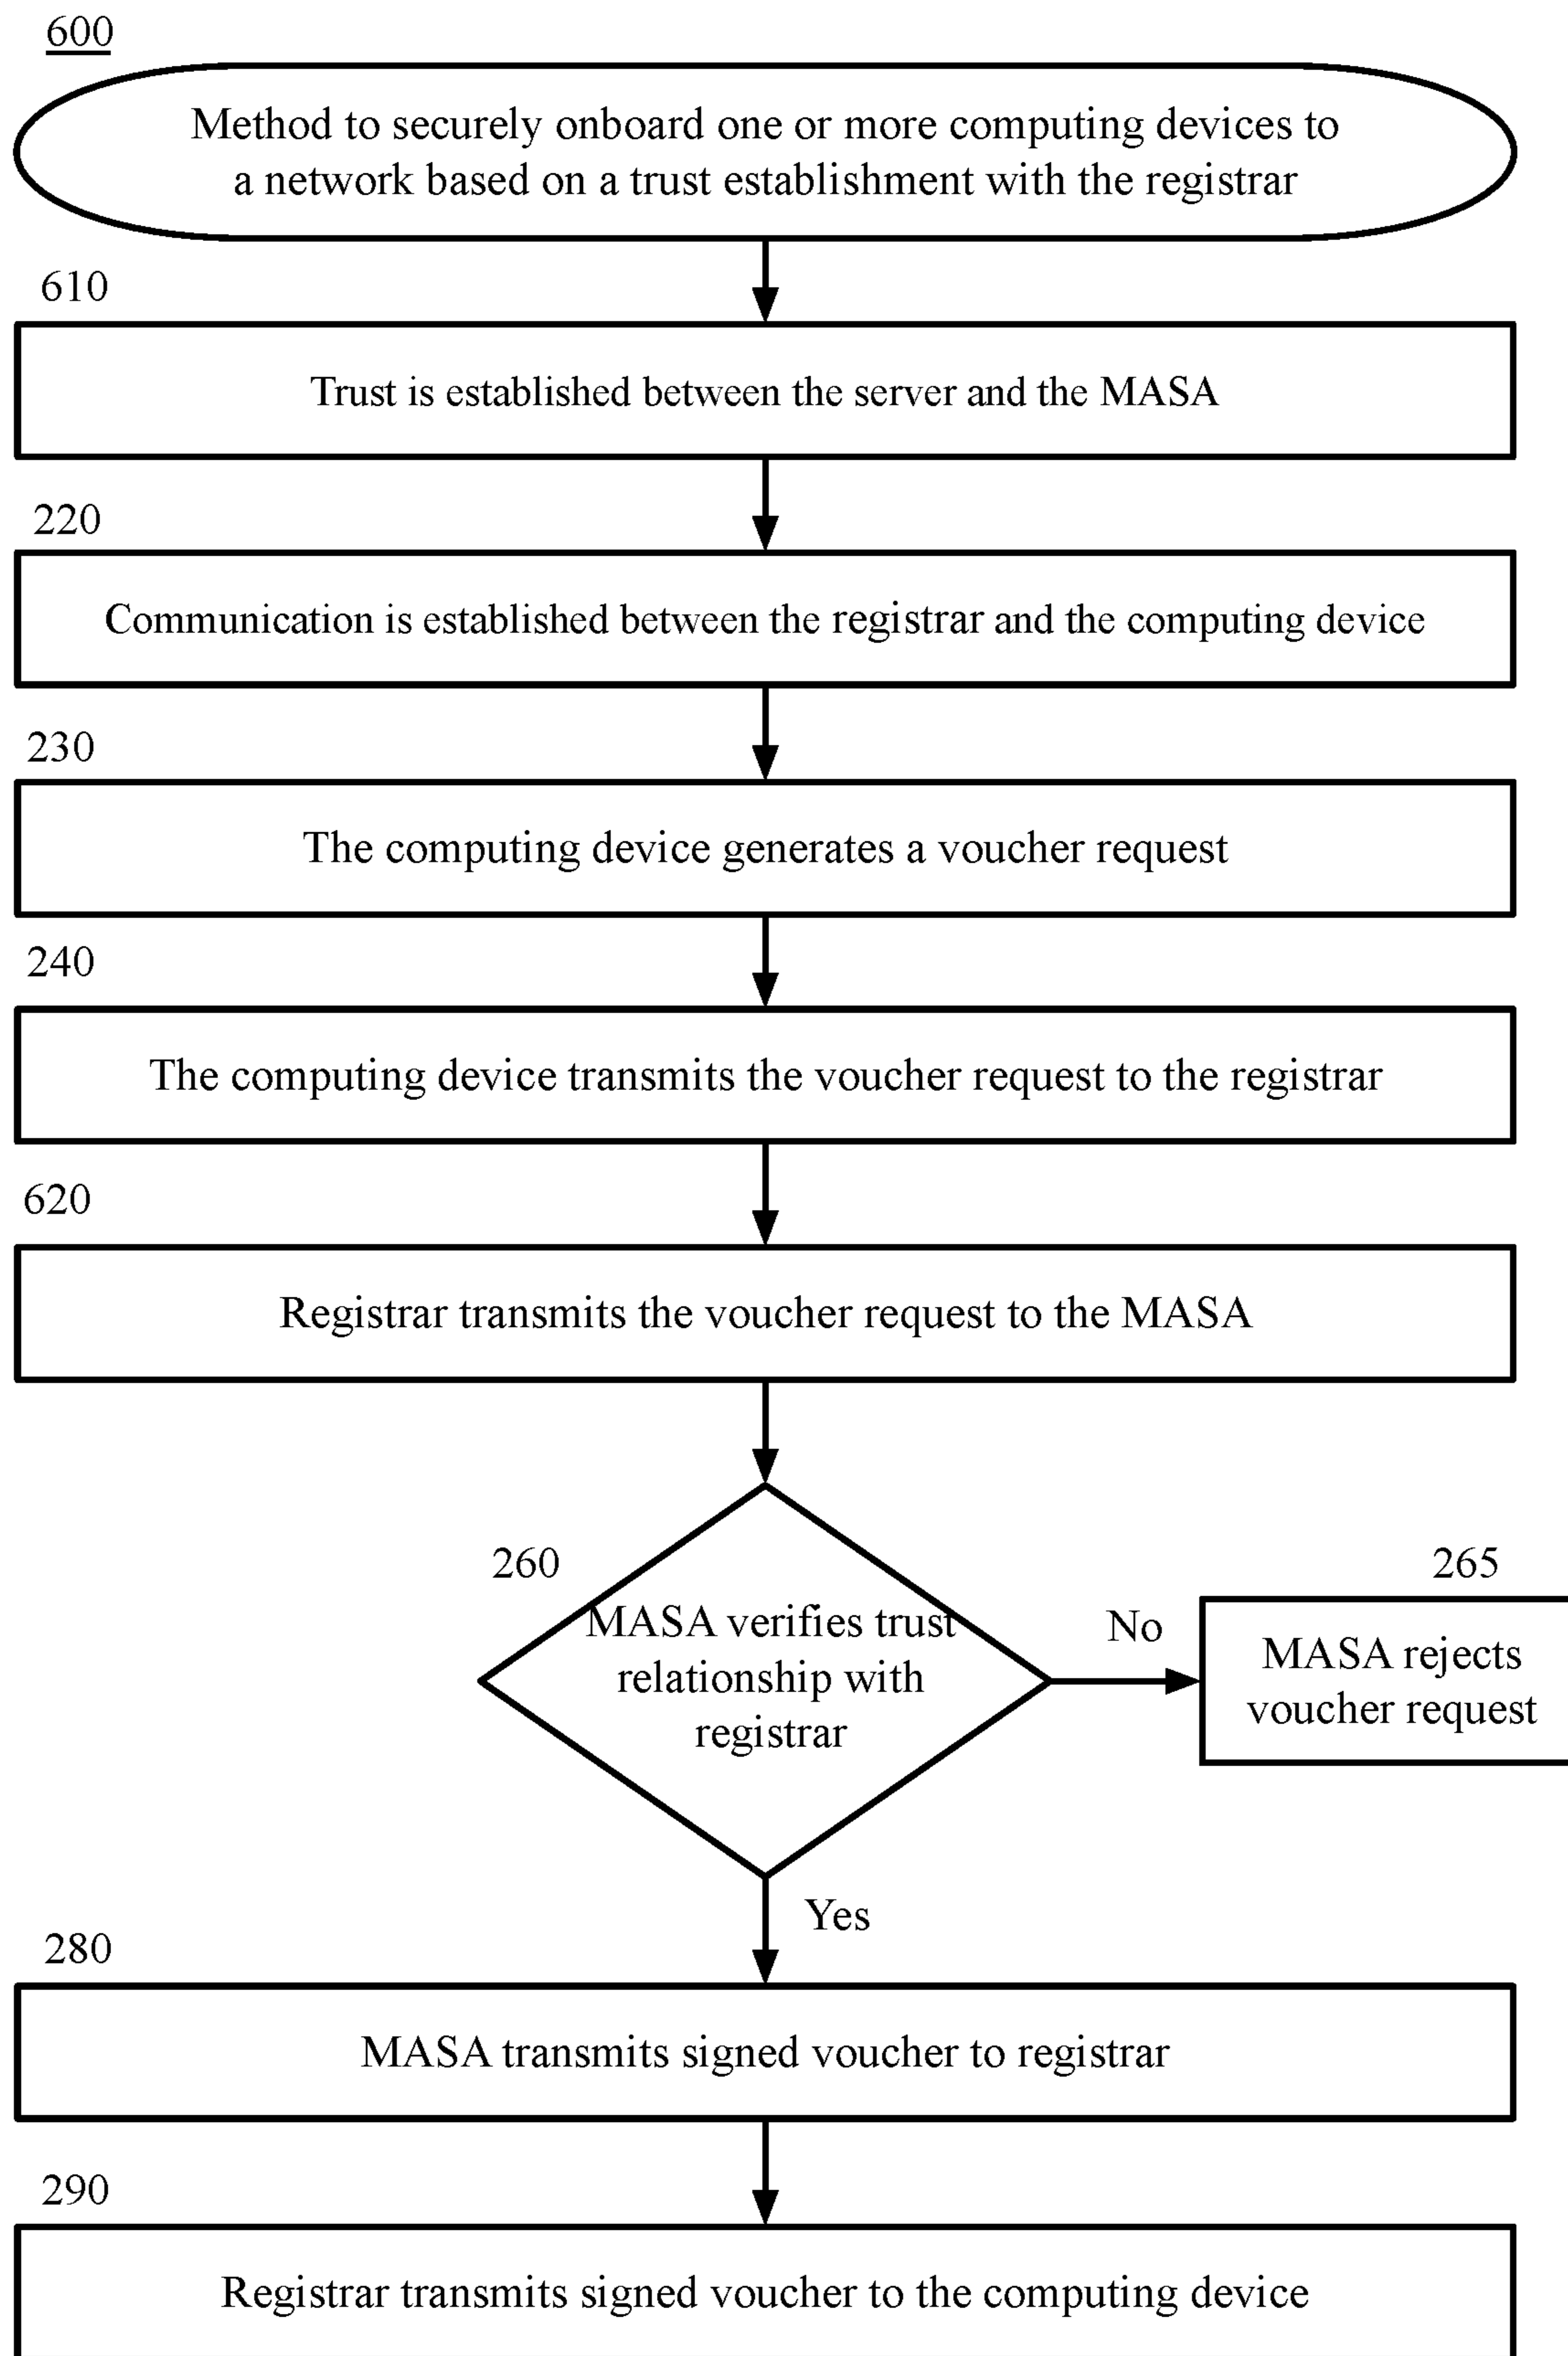 600
Method to securely onboard one or more computing devices to
a network based on a trust establishment with the registrar
610
Trust is established between the server and the MASA
220
Communication is established between the registrar and the computing device
230
The computing device generates a voucher request
240
The computing device transmits the voucher request to the registrar
620
Registrar transmits the voucher request to the MASA
260
MASA verifies trust
relationship with
registrar
No
265
MASA rejects
voucher request
Yes
280
MASA transmits signed voucher to registrar
290
Registrar transmits signed voucher to the computing device